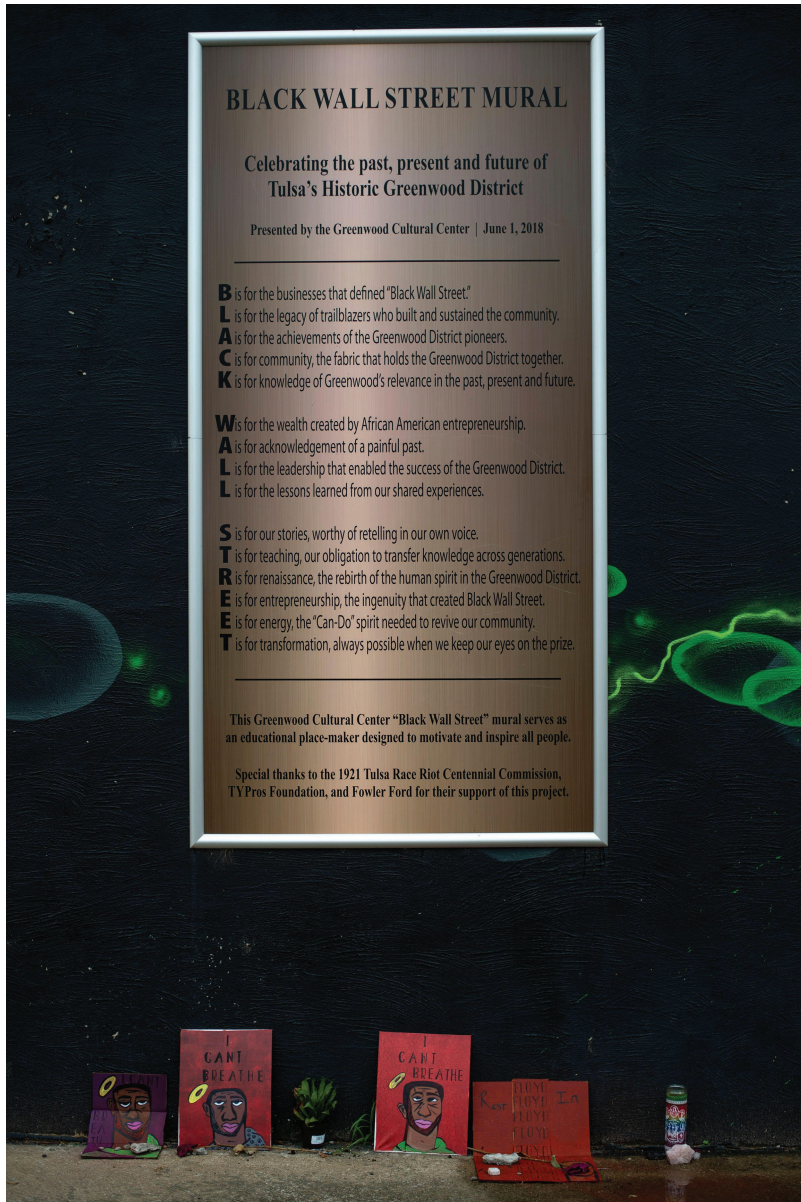 BLACK WALL STREET MURAL
Celebrating the past, present and future of
Tulsa's Historic Greenwood District
Presented by the Greenwood Cultural Center | June 1, 2018
B is for the businesses that defined "Black Wall Street."
L is for the legacy of trailblazers who built and sustained the community.
A is for the achievements of the Greenwood District pioneers.
C is for community, the fabric that holds the Greenwood District together.
K is for knowledge of Greenwood's relevance in the past, present and future.
W is for the wealth created by African American entrepreneurship.
A is for acknowledgement of a painful past.
L is for the leadership that enabled the success of the Greenwood District.
L is for the lessons learned from our shared experiences.
S is for our stories, worthy of retelling in our own voice.
T is for teaching, our obligation to transfer knowledge across generations.
R is for renaissance, the rebirth of the human spirit in the Greenwood District.
E is for entrepreneurship, the ingenuity that created Black Wall Street.
E is for energy, the "Can-Do" spirit needed to revive our community.
T is for transformation, always possible when we keep our eyes on the prize.
This Greenwood Cultural Center "Black Wall Street" mural serves as
an educational place-maker designed to motivate and inspire all people.
Special thanks to the 1921 Tulsa Race Riot Centennial Commission,
TYPros Foundation, and Fowler Ford for their support of this project.
I
CANT
BREATHE
I
CANT
BREATHE
Rest In
FLOYD
FLOYD
FLOYD
FLOYD